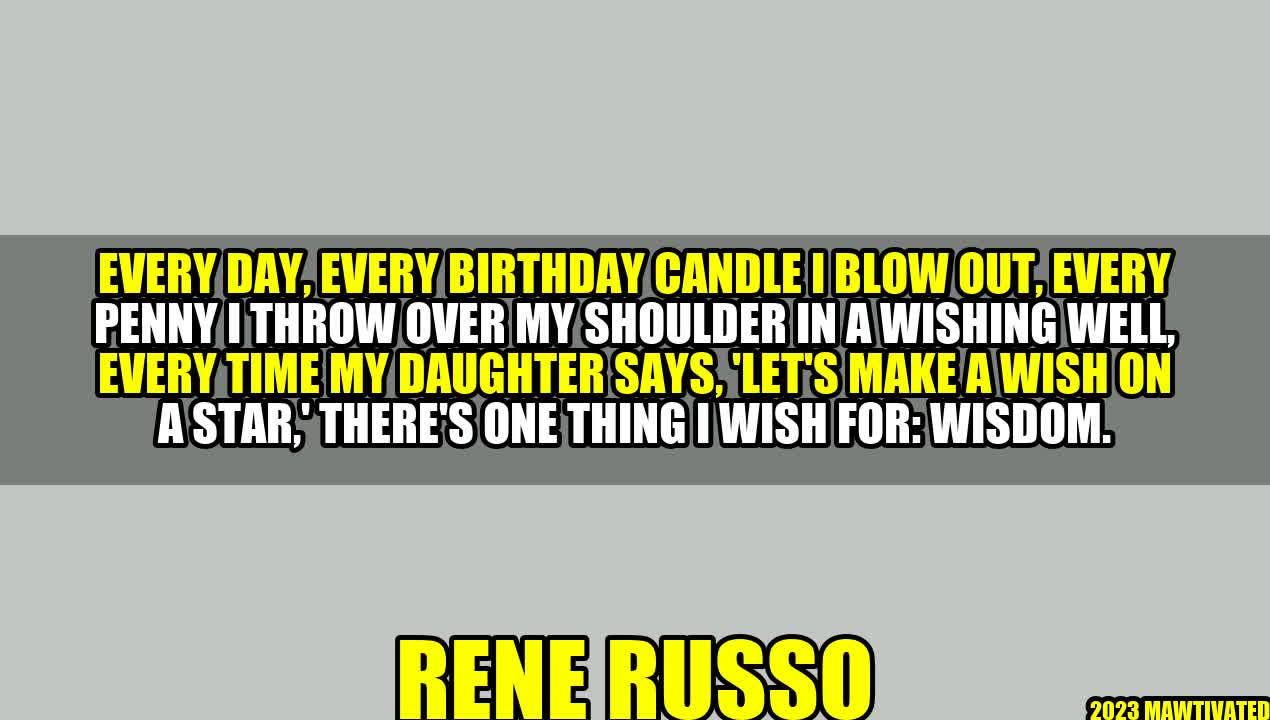 EVERY DAY, EVERY BIRTHDAY CANDLE I BLOW OUT, EVERY
PENNY I THROW OVER MY SHOULDER IN A WISHING WELL,
EVERY TIME MY DAUGHTER SAYS, 'LET'S MAKE A WISH ON
A STAR,' THERE'S ONE THING I WISH FOR: WISDOM.
RENE RUSSO
2023 MAWTIVATED